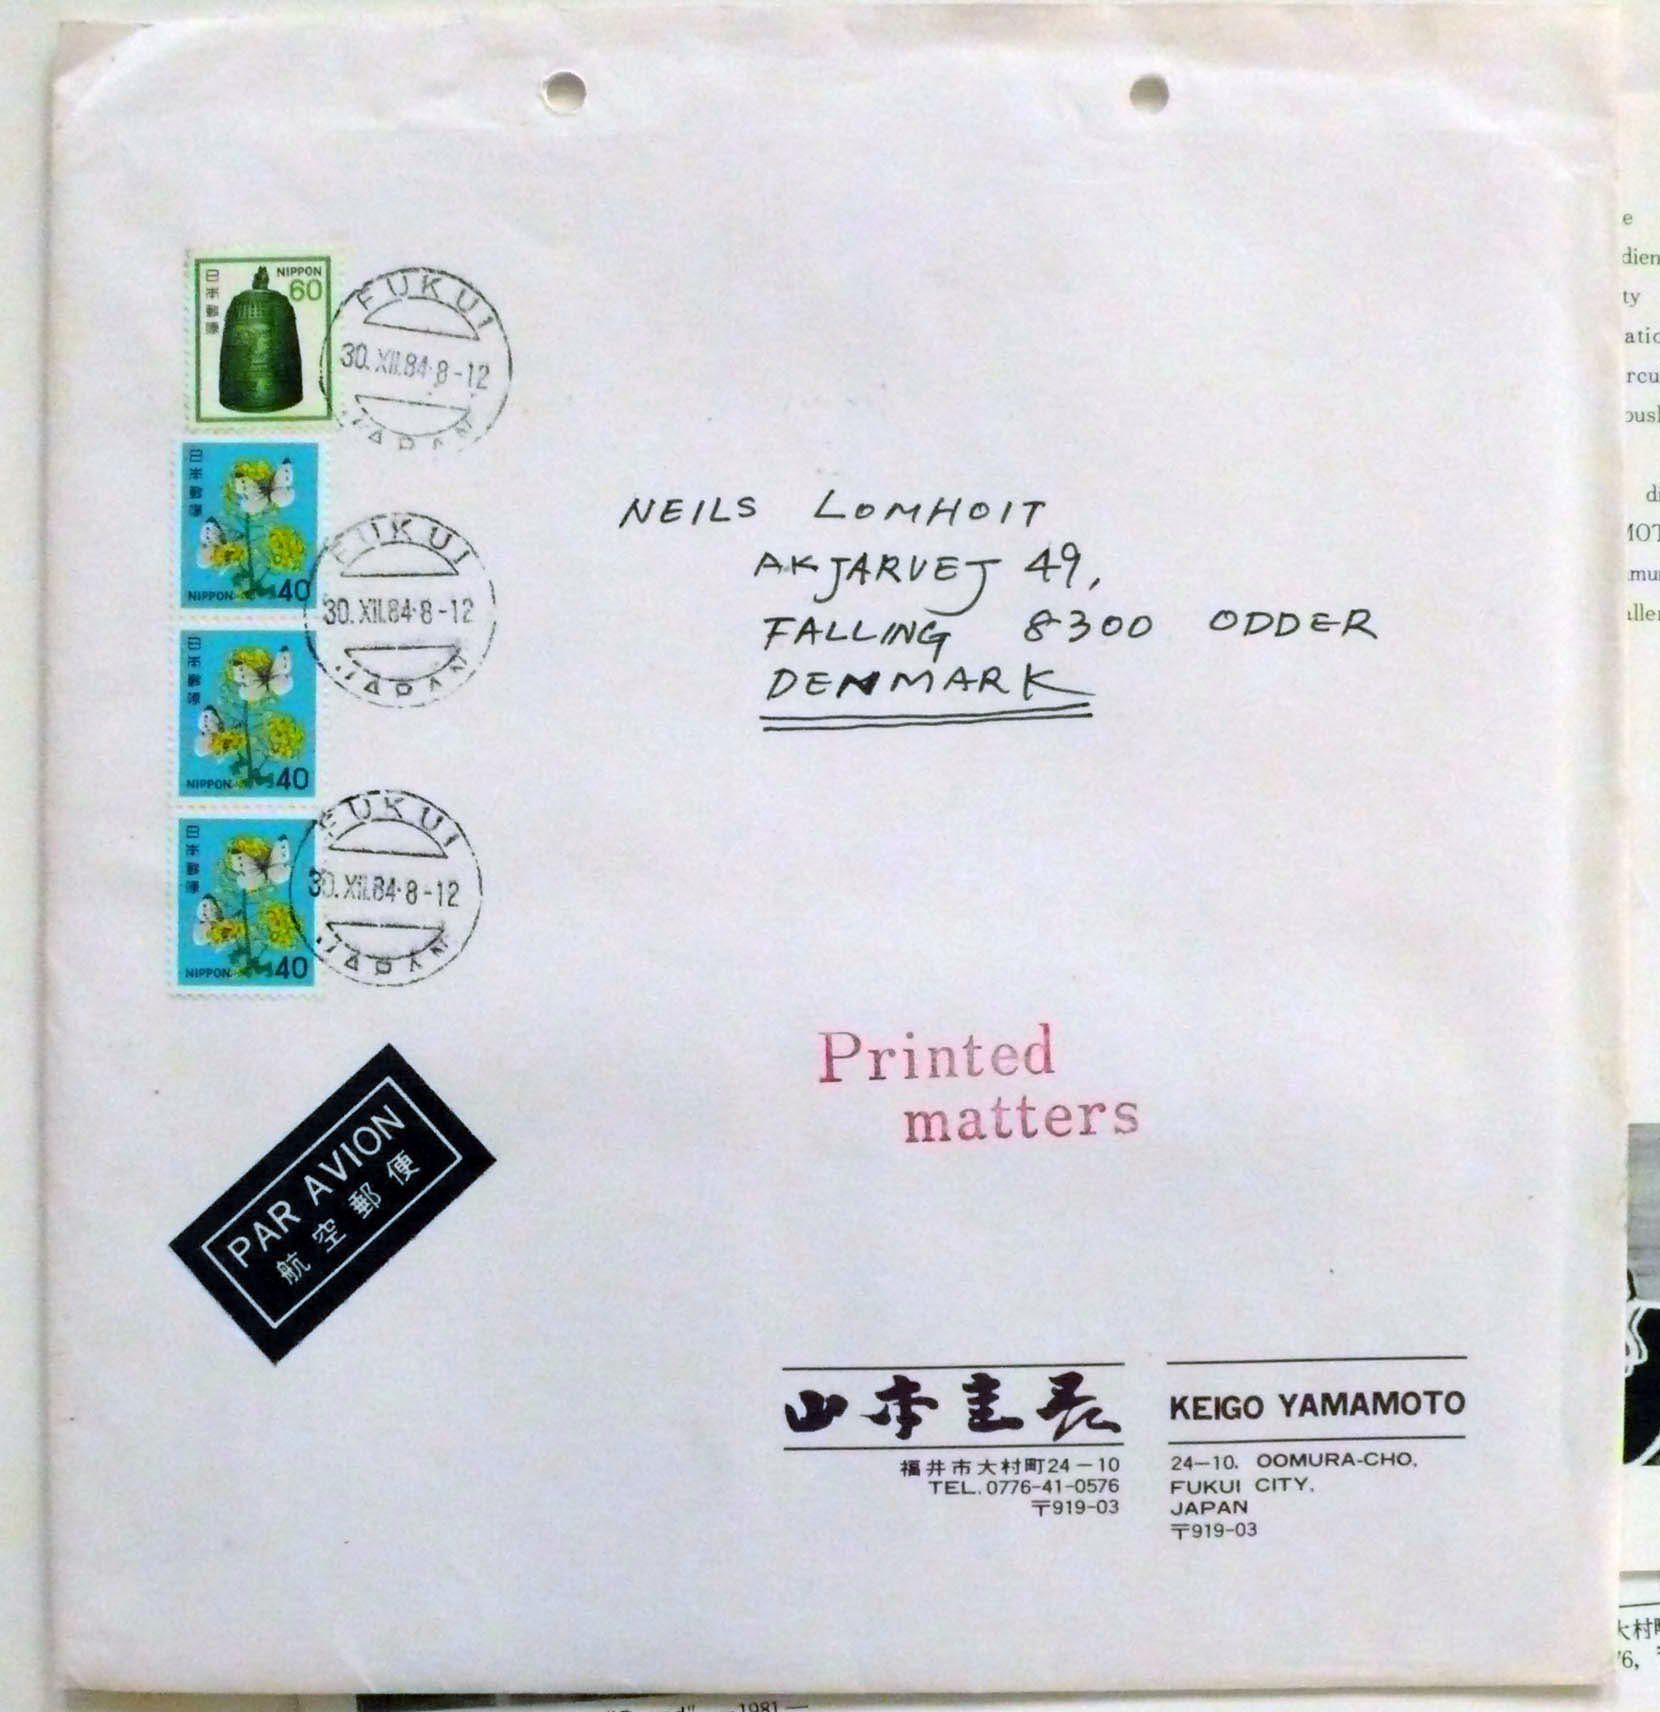 日本郵便
NIPPON
60
FUKUI
30.XII.84·8-12
JAPAN
日本郵便
NIPPON 40
FUKUI
30.XII.84·8-12
JAPAN
日本郵便
NIPPON 40
日本郵便
NIPPON 40
FUKUI
30.XII.84·8-12
JAPAN
NEILS LOMHOIT
AKJARVEJ 49,
FALLING 8300 ODDER
DENMARK
Printed
matters
PAR AVION
航空郵便
山本圭吾
福井市大村町24-10
TEL.0776-41-0576
〒919-03
KEIGO YAMAMOTO
24-10. OOMURA-CHO.
FUKUI CITY.
JAPAN
〒919-03
—1981—